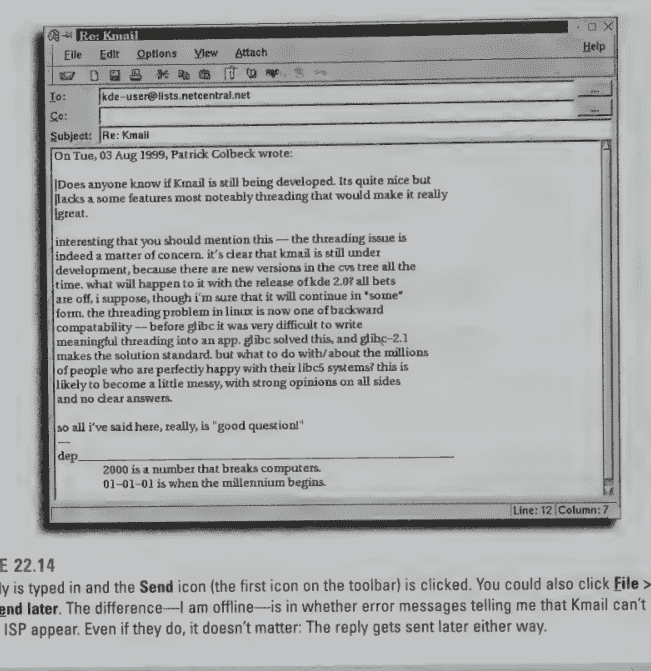 Re: Kmail
File Edit Options View Attach Help
To: kde-user@lists.netcentral.net ...
Cc: ...
Subject: Re: Kmail
On Tue, 03 Aug 1999, Patrick Colbeck wrote:
|Does anyone know if Kmail is still being developed. Its quite nice but
|lacks a some features most noteably threading that would make it really
|great.
interesting that you should mention this — the threading issue is
indeed a matter of concern. it's clear that kmail is still under
development, because there are new versions in the cvs tree all the
time. what will happen to it with the release of kde 2.0? all bets
are off, i suppose, though i'm sure that it will continue in *some*
form. the threading problem in linux is now one of backward
compatability — before glibc it was very difficult to write
meaningful threading into an app. glibc solved this, and glibc-2.1
makes the solution standard. but what to do with/about the millions
of people who are perfectly happy with their libc5 systems? this is
likely to become a little messy, with strong opinions on all sides
and no clear answers.
so all i've said here, really, is "good question!"
—
dep
2000 is a number that breaks computers.
01-01-01 is when the millennium begins.
Line: 12 Column: 7
E 22.14
ly is typed in and the Send icon (the first icon on the toolbar) is clicked. You could also click File >
end later. The difference—I am offline—is in whether error messages telling me that Kmail can't
ISP appear. Even if they do, it doesn't matter: The reply gets sent later either way.